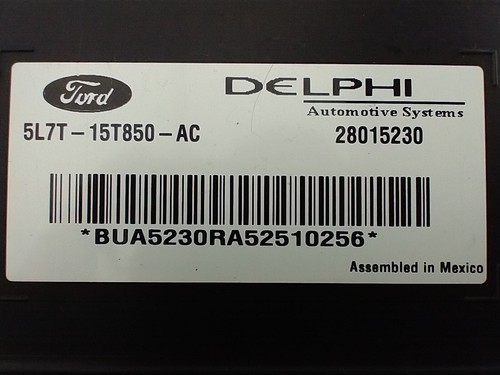 Ford
DELPHI
Automotive Systems
5L7T-15T850-AC
28015230
*BUA5230RA52510256*
Assembled in Mexico